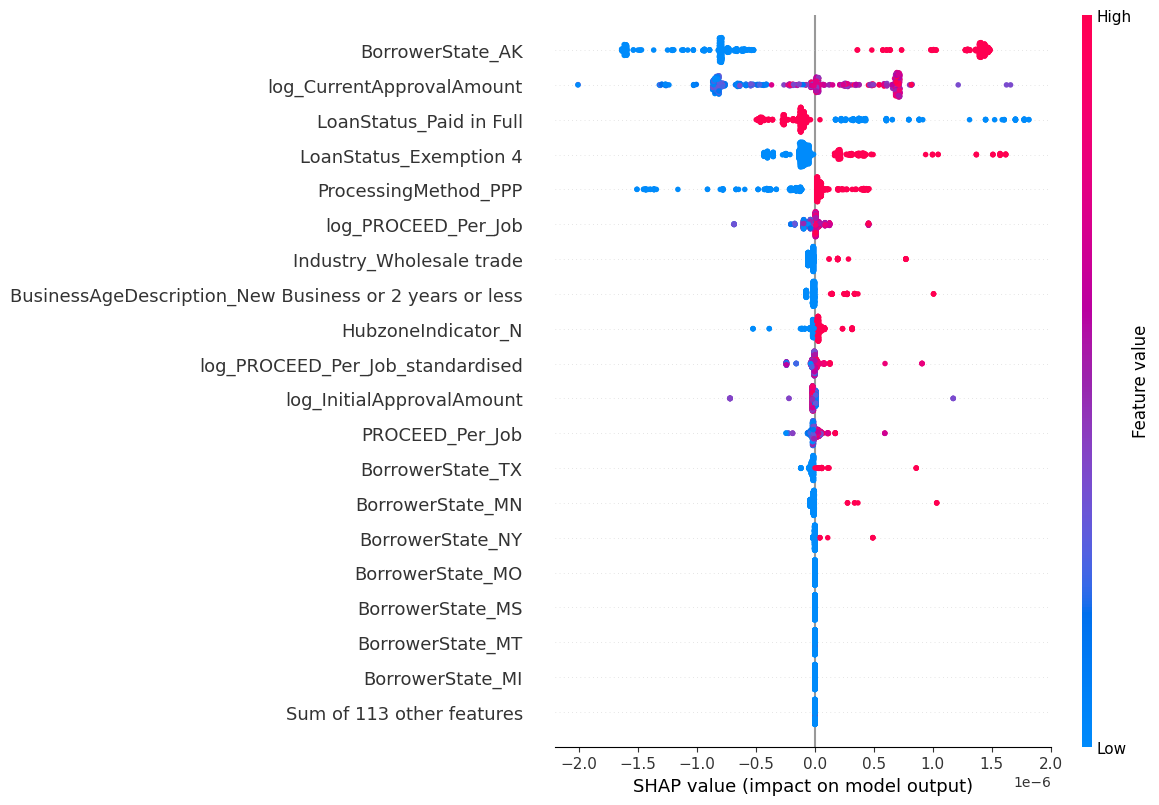 High
BorrowerState_AK
log_CurrentApprovalAmount
LoanStatus_Paid in Full
LoanStatus_Exemption 4
ProcessingMethod_PPP
log_PROCEED_Per_Job
Industry_Wholesale trade
BusinessAgeDescription_New Business or 2 years or less
HubzoneIndicator_N
log_PROCEED_Per_Job_standardised
log_InitialApprovalAmount
PROCEED_Per_Job
BorrowerState_TX
BorrowerState_MN
BorrowerState_NY
BorrowerState_MO
BorrowerState_MS
BorrowerState_MT
BorrowerState_MI
Sum of 113 other features
Feature value
Low
−2.0 −1.5 −1.0 −0.5 0.0 0.5 1.0 1.5 2.0
1e−6
SHAP value (impact on model output)